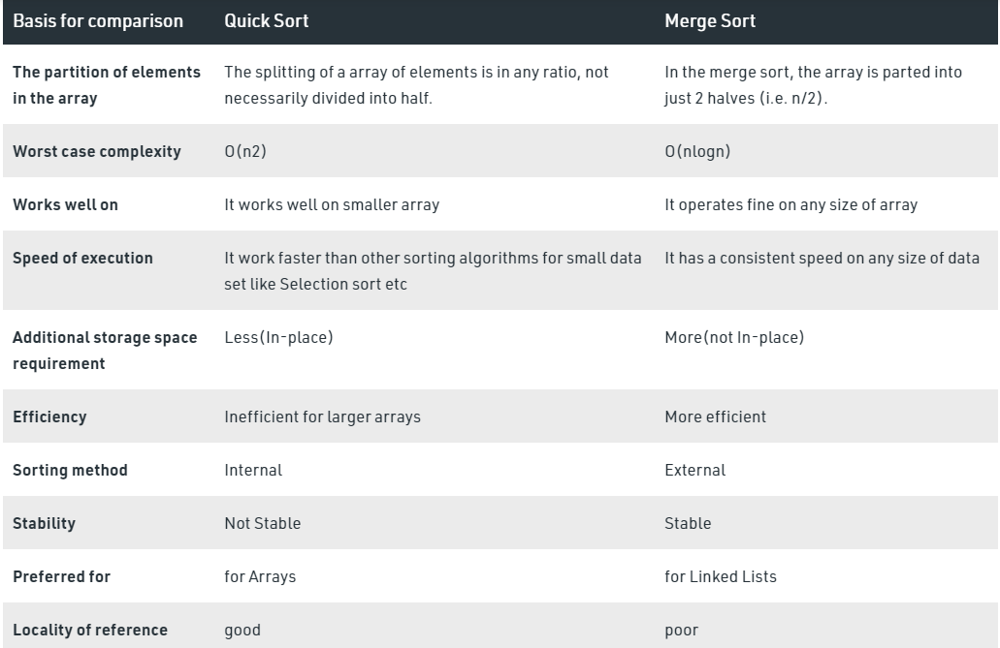 Basis for comparison Quick Sort Merge Sort
The partition of elements The splitting of a array of elements is in any ratio, not In the merge sort, the array is parted into
in the array necessarily divided into half. just 2 halves (i.e. n/2).
Worst case complexity O(n2) O(nlogn)
Works well on It works well on smaller array It operates fine on any size of array
Speed of execution It work faster than other sorting algorithms for small data It has a consistent speed on any size of data
set like Selection sort etc
Additional storage space Less(In-place) More(not In-place)
requirement
Efficiency Inefficient for larger arrays More efficient
Sorting method Internal External
Stability Not Stable Stable
Preferred for for Arrays for Linked Lists
Locality of reference good poor